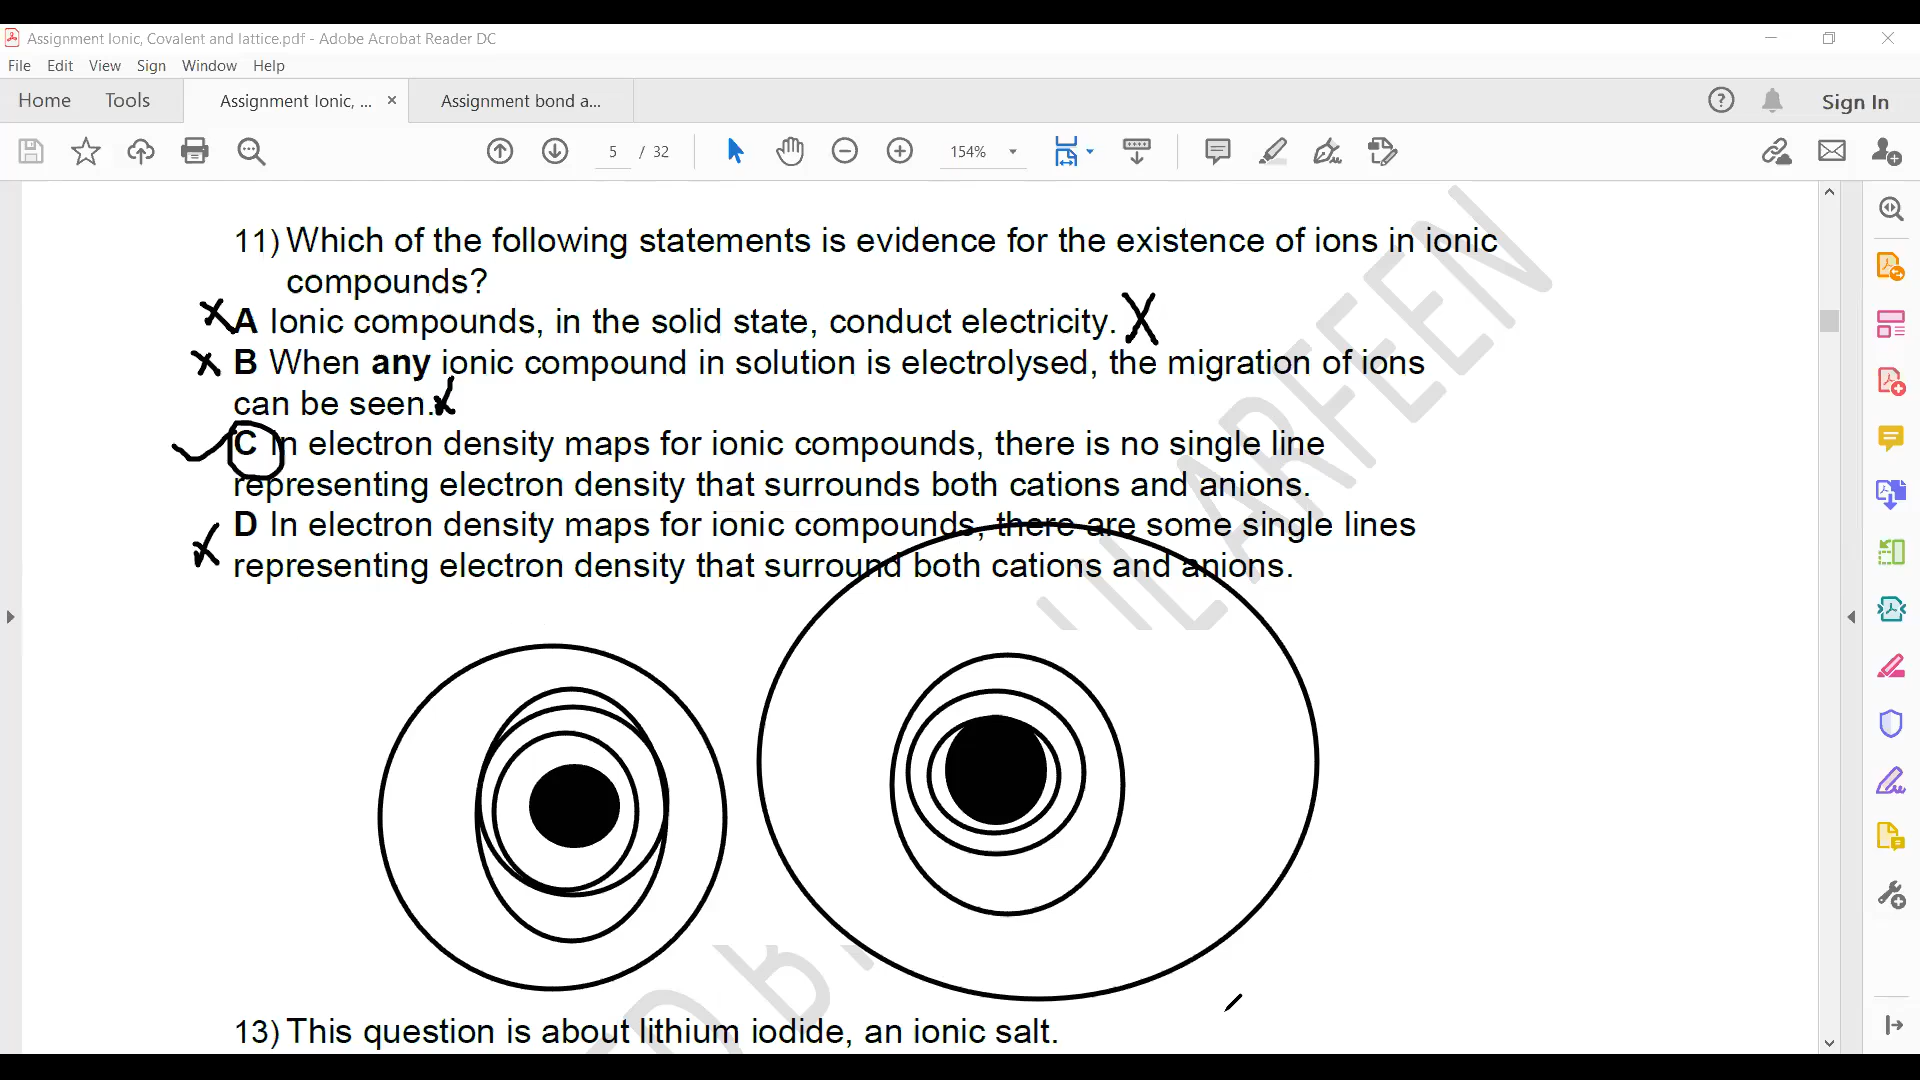 Assignment Ionic, Covalent and lattice.pdf - Adobe Acrobat Reader DC
File Edit View Sign Window Help
Home Tools Assignment Ionic, ... × Assignment bond a... ? Sign In
5 / 32 154%
11) Which of the following statements is evidence for the existence of ions in ionic
compounds?
A Ionic compounds, in the solid state, conduct electricity.
B When any ionic compound in solution is electrolysed, the migration of ions
can be seen.
C In electron density maps for ionic compounds, there is no single line
representing electron density that surrounds both cations and anions.
D In electron density maps for ionic compounds, there are some single lines
representing electron density that surround both cations and anions.
13) This question is about lithium iodide, an ionic salt.